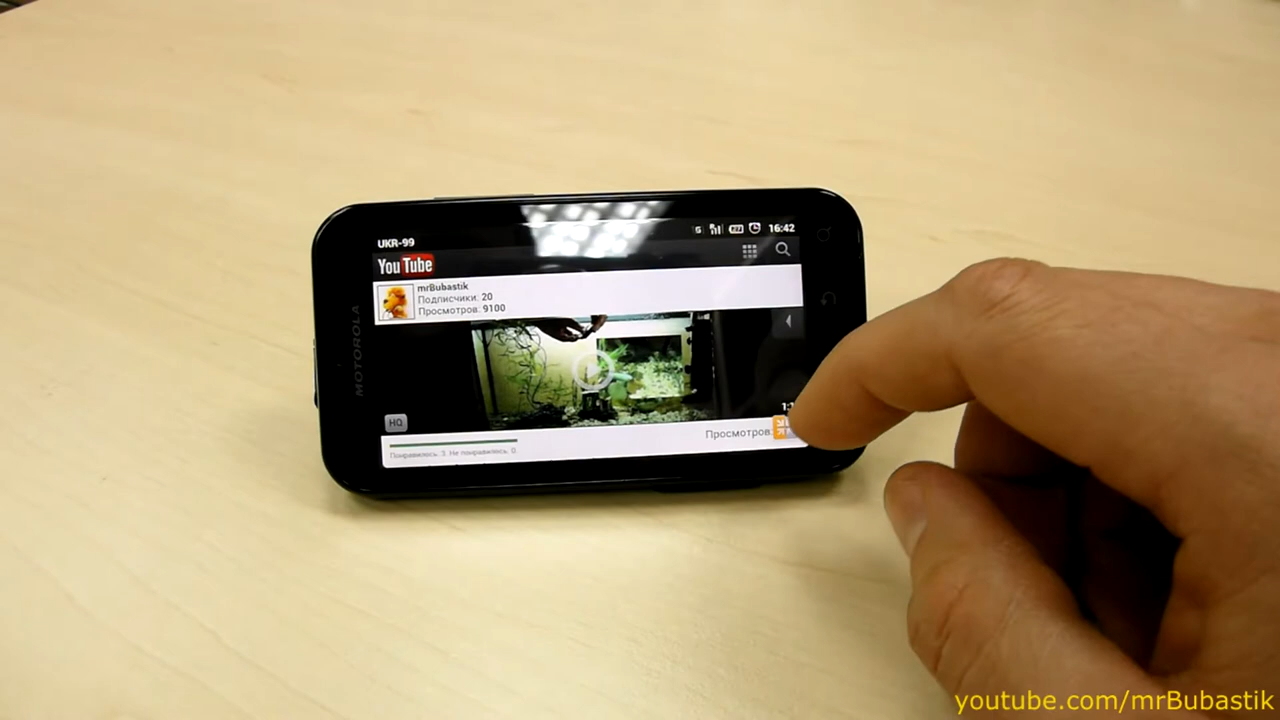 UKR-99
16:42
You Tube
mrBubastik
Подписчики: 20
Просмотров: 9100
MOTOROLA
HQ
Просмотров:
Понравилось: 3. Не понравилось: 0.
youtube.com/mrBubastik